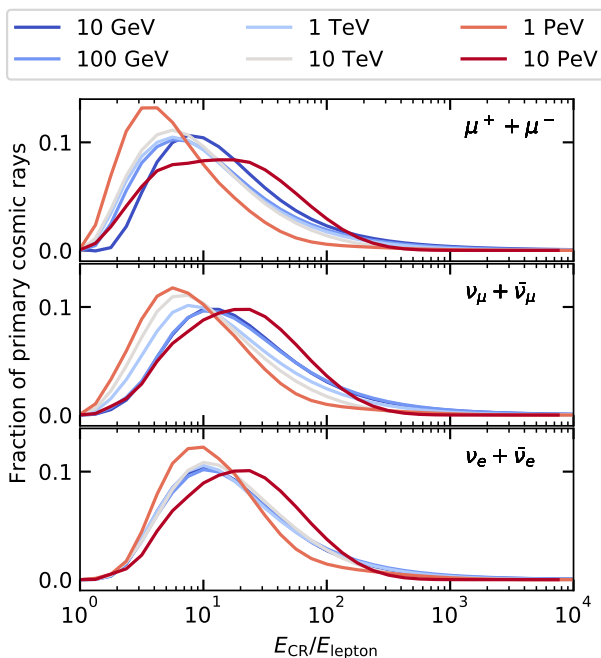 10 GeV 1 TeV 1 PeV
100 GeV 10 TeV 10 PeV
μ⁺ + μ⁻
0.1
0.0
ν_μ + ν̄_μ
0.1
0.0
ν_e + ν̄_e
0.1
0.0
Fraction of primary cosmic rays
10⁰ 10¹ 10² 10³ 10⁴
E_CR/E_lepton